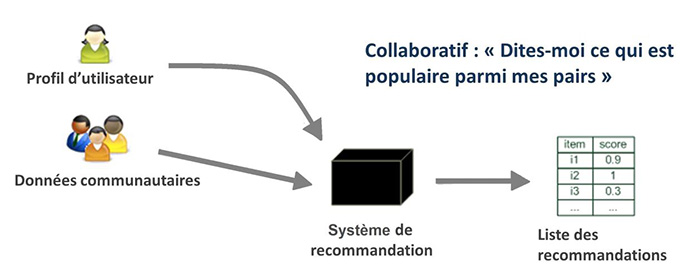 Collaboratif : « Dites-moi ce qui est
populaire parmi mes pairs »
Profil d'utilisateur
Données communautaires
Système de
recommandation
item score
i1 0.9
i2 1
i3 0.3
... ...
Liste des
recommandations